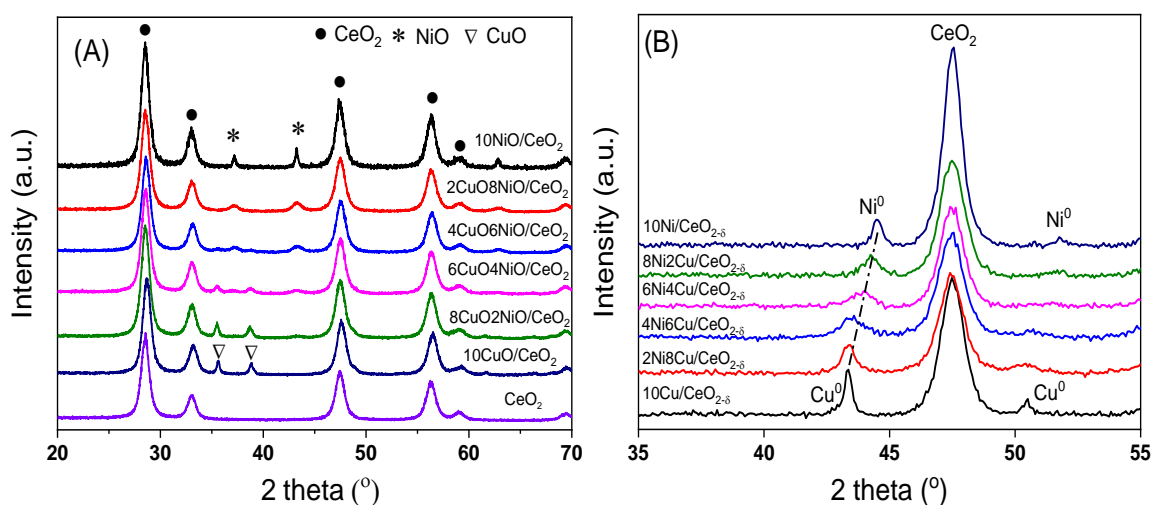 (A)
● CeO₂ * NiO ▽ CuO
10NiO/CeO₂
2CuO8NiO/CeO₂
4CuO6NiO/CeO₂
6CuO4NiO/CeO₂
8CuO2NiO/CeO₂
10CuO/CeO₂
CeO₂
Intensity (a.u.)
20 30 40 50 60 70
2 theta (°)
(B)
CeO₂
Ni⁰
Ni⁰
10Ni/CeO₂₋δ
8Ni2Cu/CeO₂₋δ
6Ni4Cu/CeO₂₋δ
4Ni6Cu/CeO₂₋δ
2Ni8Cu/CeO₂₋δ
10Cu/CeO₂₋δ
Cu⁰
Cu⁰
Intensity (a.u.)
35 40 45 50 55
2 theta (°)